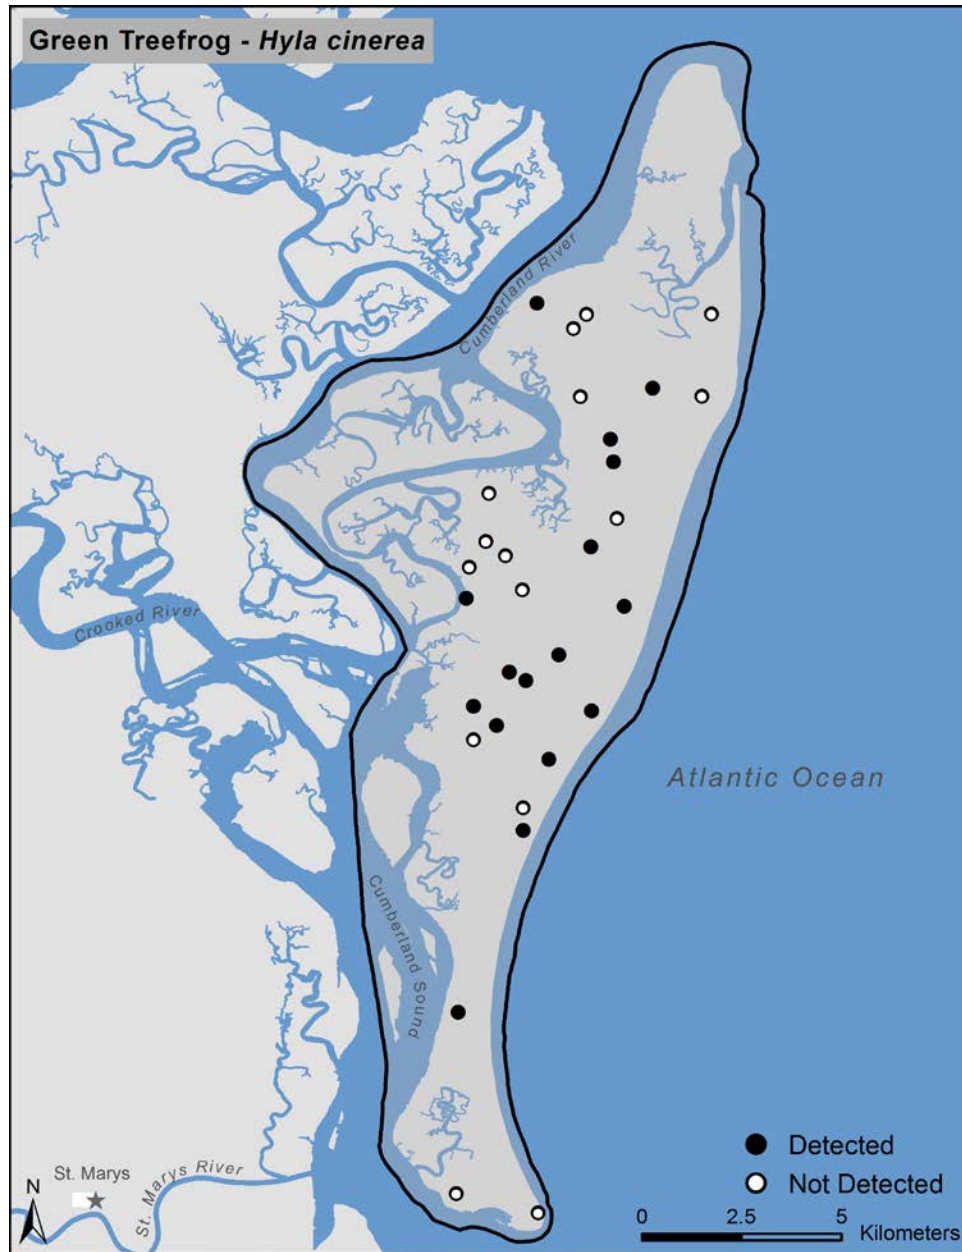 Green Treefrog - Hyla cinerea
Cumberland River
Crooked River
Atlantic Ocean
Cumberland Sound
Detected
Not Detected
St. Marys
St. Marys River
N
0 2.5 5
Kilometers